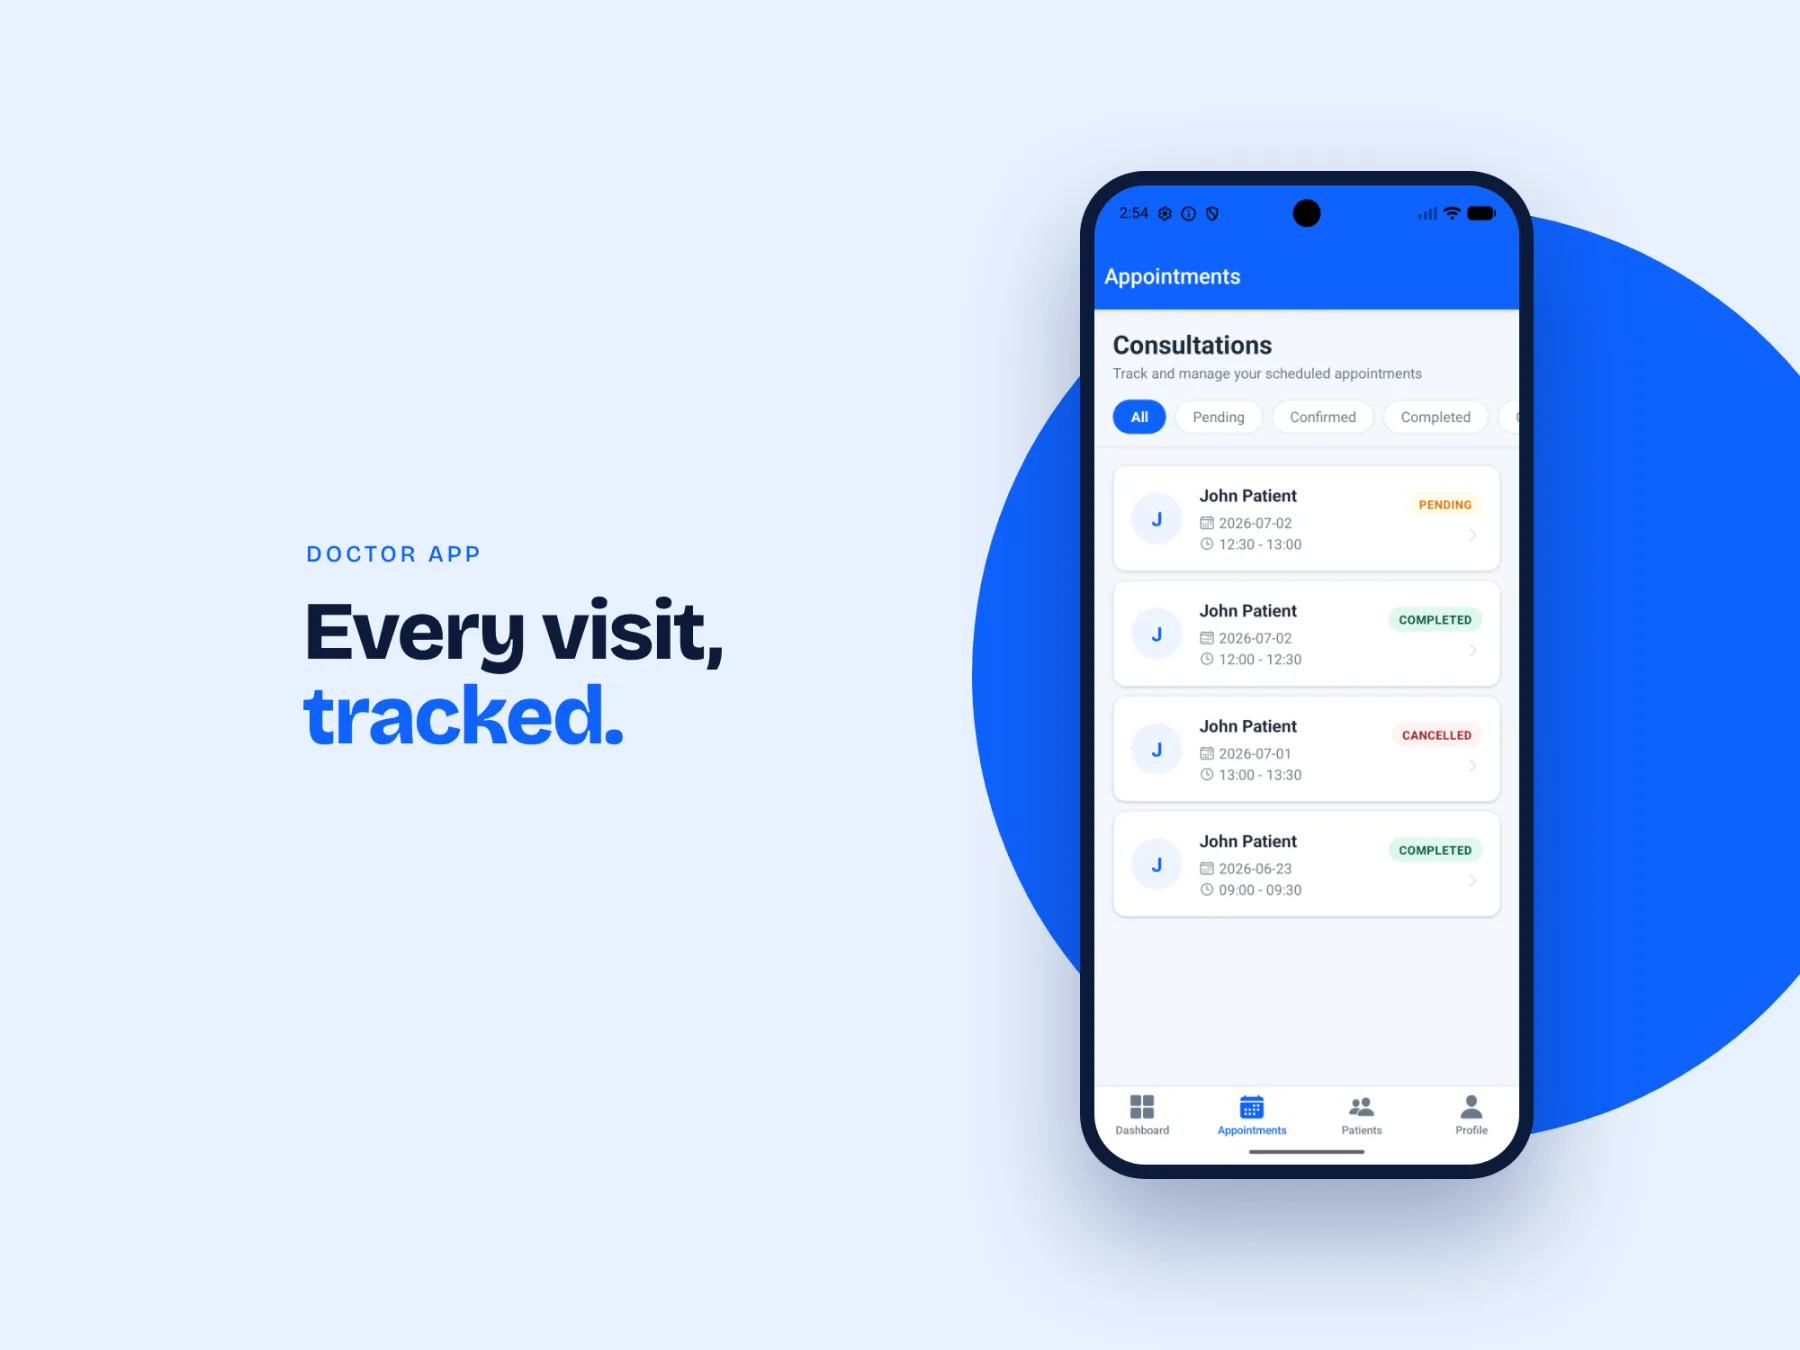 DOCTOR APP
Every visit,
tracked.
2:54
Appointments
Consultations
Track and manage your scheduled appointments
All
Pending
Confirmed
Completed
J
John Patient
2026-07-02
12:30 - 13:00
PENDING
J
John Patient
2026-07-02
12:00 - 12:30
COMPLETED
J
John Patient
2026-07-01
13:00 - 13:30
CANCELLED
J
John Patient
2026-06-23
09:00 - 09:30
COMPLETED
Dashboard
Appointments
Patients
Profile